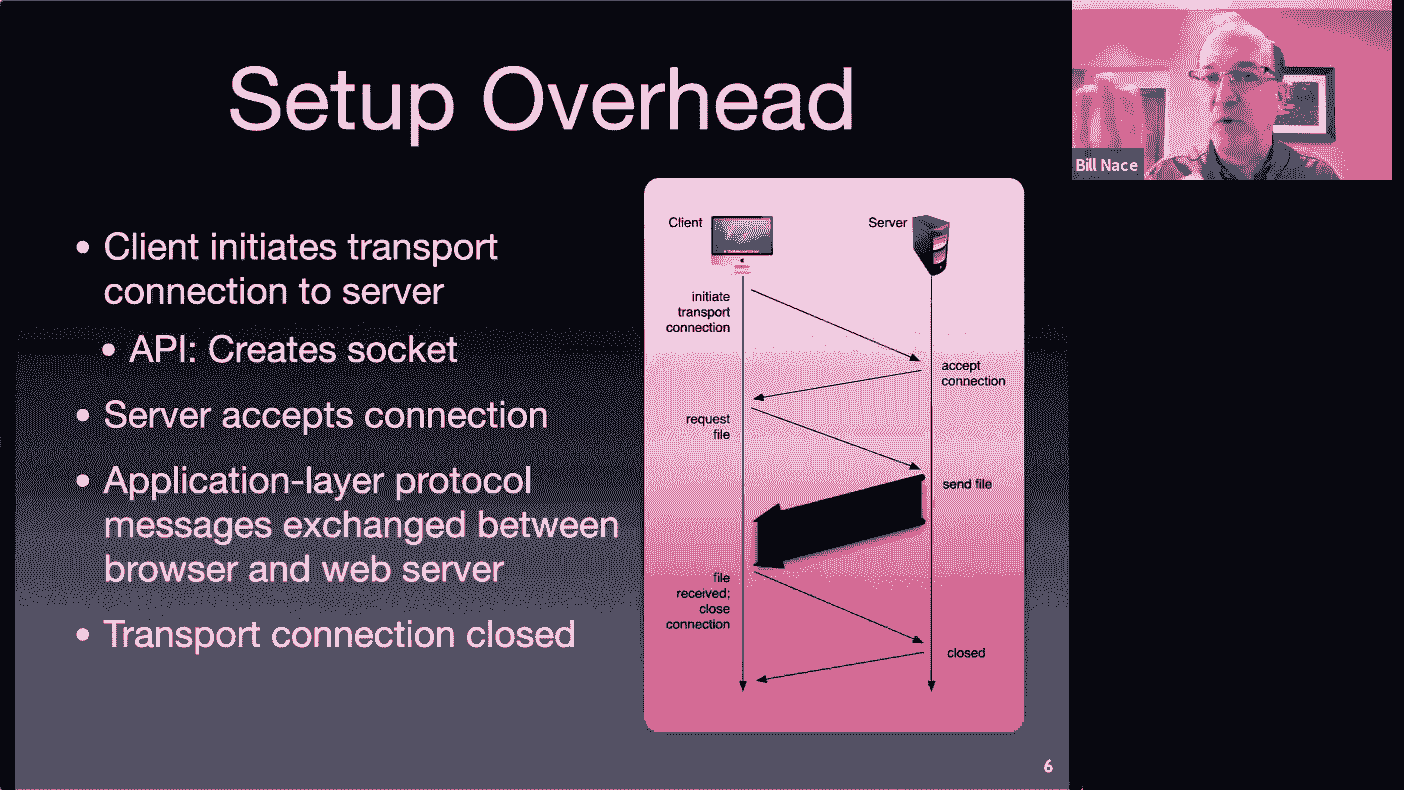 Setup Overhead
Bill Nace
• Client initiates transport
connection to server
• API: Creates socket
• Server accepts connection
• Application-layer protocol
messages exchanged between
browser and web server
• Transport connection closed
Client
Server
initiate
transport
connection
accept
connection
request
file
send file
file
received;
close
connection
closed
6